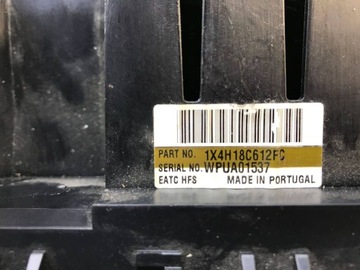 PART NO. 1X4H18C612FC
SERIAL NO. WPUA01537
EATC HFS MADE IN PORTUGAL